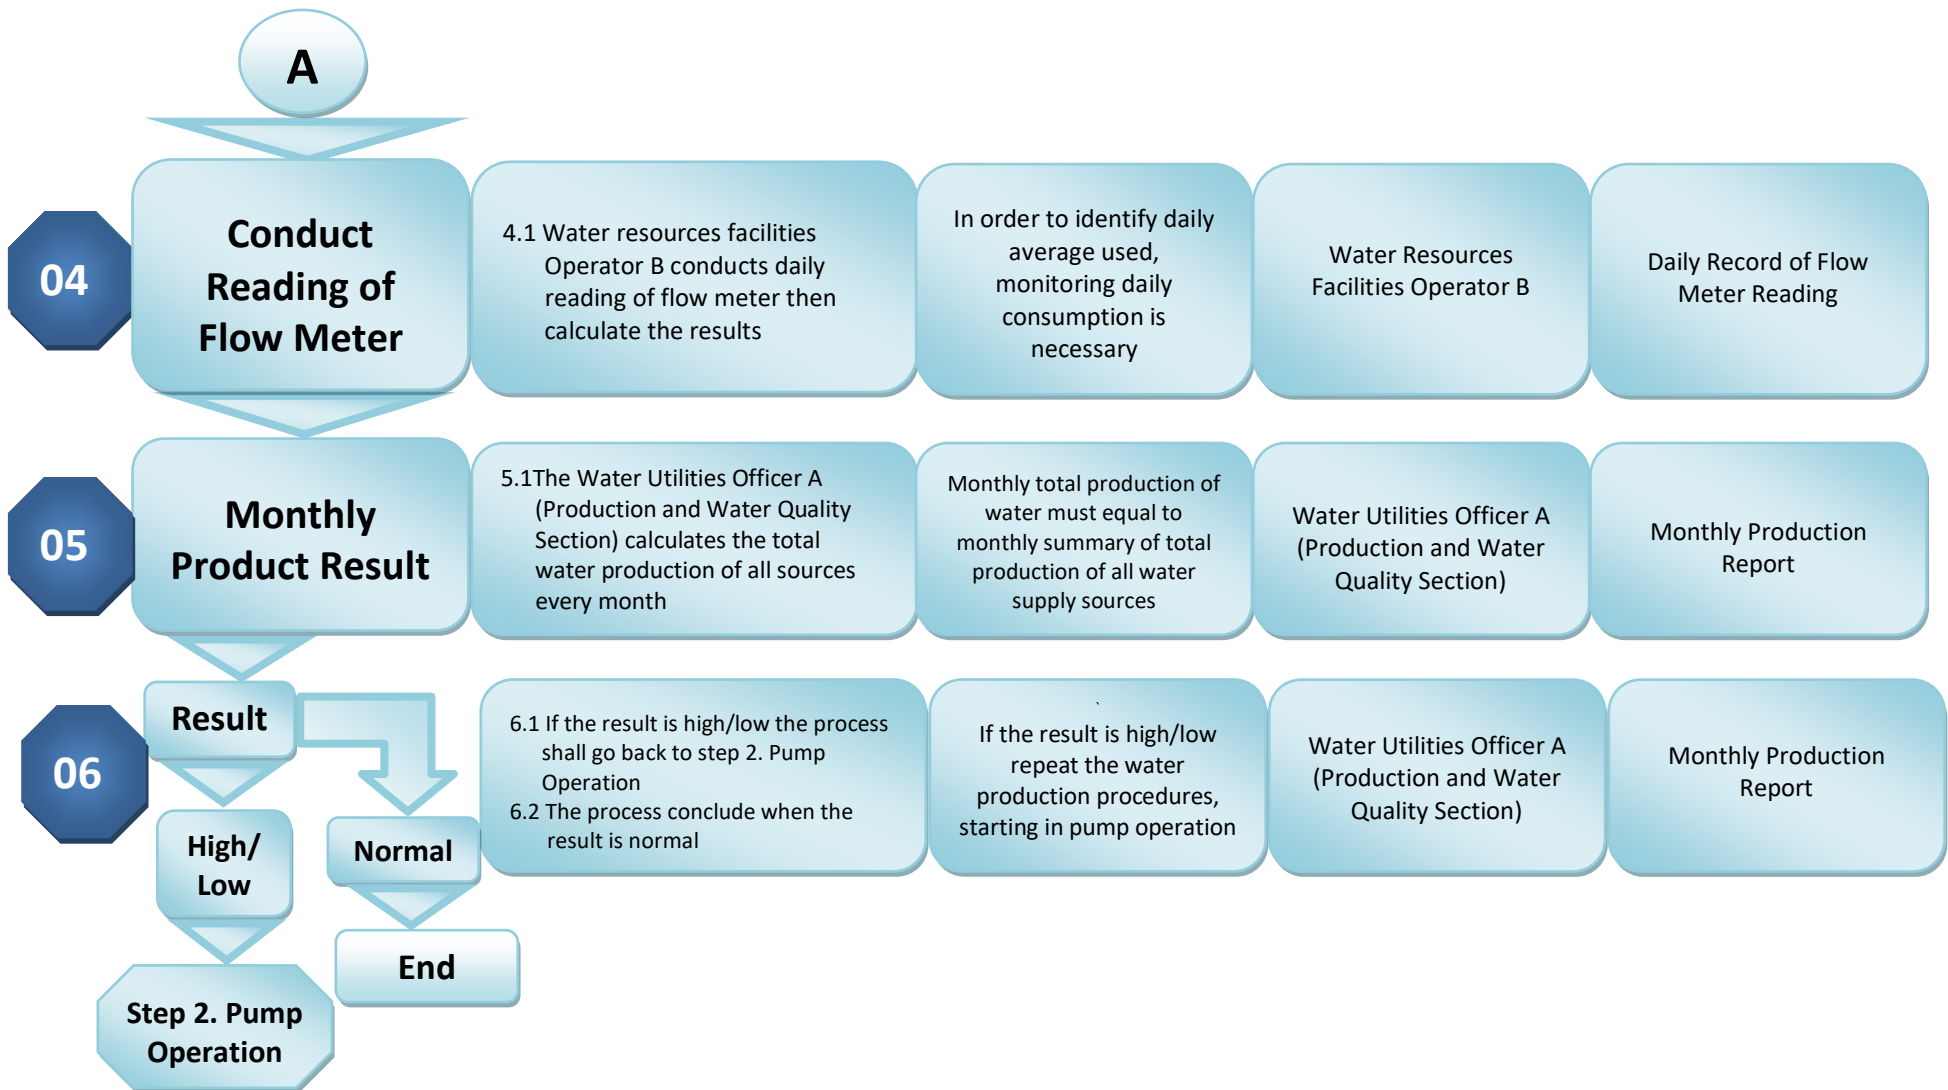 A
04
Conduct
Reading of
Flow Meter
4.1 Water resources facilities
Operator B conducts daily
reading of flow meter then
calculate the results
In order to identify daily
average used,
monitoring daily
consumption is
necessary
Water Resources
Facilities Operator B
Daily Record of Flow
Meter Reading
05
Monthly
Product Result
5.1The Water Utilities Officer A
(Production and Water Quality
Section) calculates the total
water production of all sources
every month
Monthly total production of
water must equal to
monthly summary of total
production of all water
supply sources
Water Utilities Officer A
(Production and Water
Quality Section)
Monthly Production
Report
06
Result
High/
Low
Step 2. Pump
Operation
Normal
End
6.1 If the result is high/low the process
shall go back to step 2. Pump
Operation
6.2 The process conclude when the
result is normal
`
If the result is high/low
repeat the water
production procedures,
starting in pump operation
Water Utilities Officer A
(Production and Water
Quality Section)
Monthly Production
Report